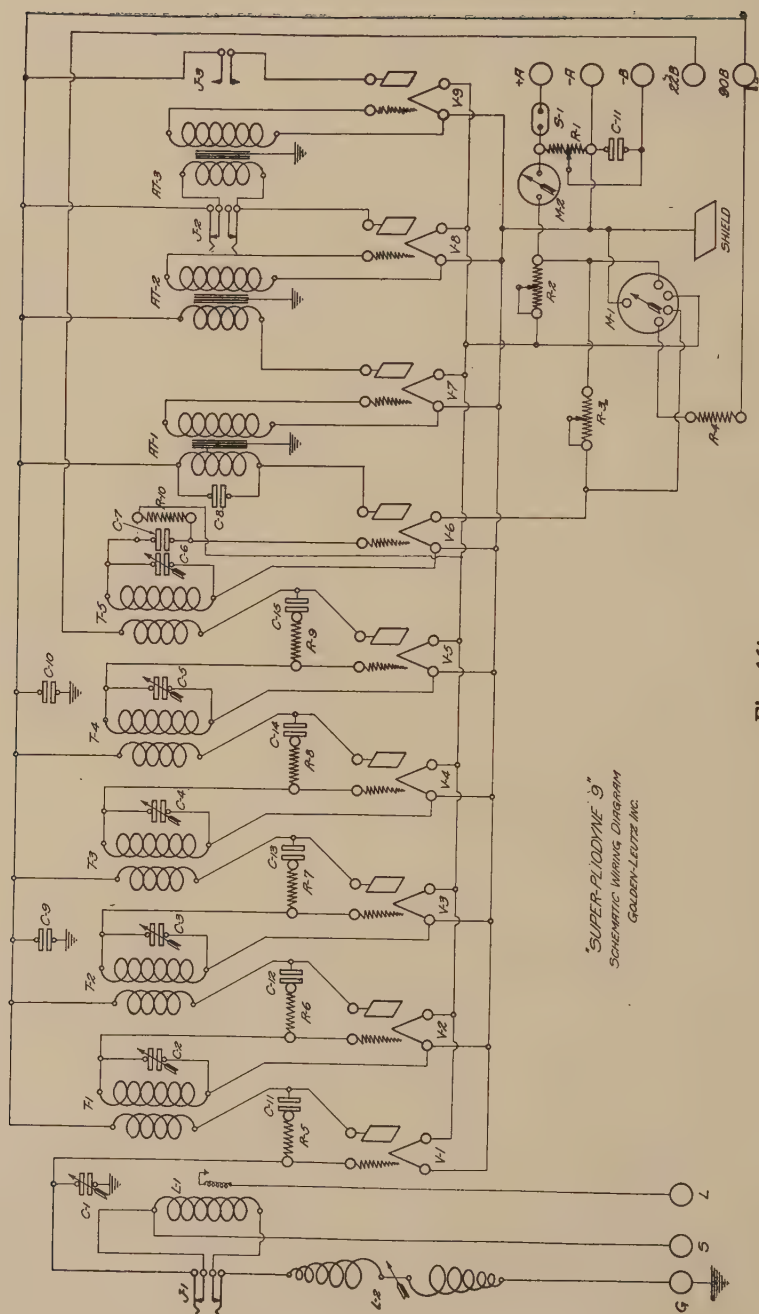 C-1
L-1
J-1
L-2
G
S
L
T-1
C-2
C-11
R-5
V-1
T-2
C-3
C-9
C-12
R-6
V-2
T-3
C-4
C-13
R-7
V-3
T-4
C-5
C-10
C-14
R-8
V-4
T-5
C-6
C-7
R-10
C-15
R-9
V-5
C-8
AT-1
V-6
V-7
AT-2
V-8
J-2
AT-3
J-3
V-9
+A
-A
-B
22B
90B
S-1
R-1
C-11
M-2
R-2
R-3
M-1
R-4
SHIELD
"SUPER-PLIODYNE 9"
SCHEMATIC WIRING DIAGRAM
GOLDEN-LEUTZ INC.
Fig.